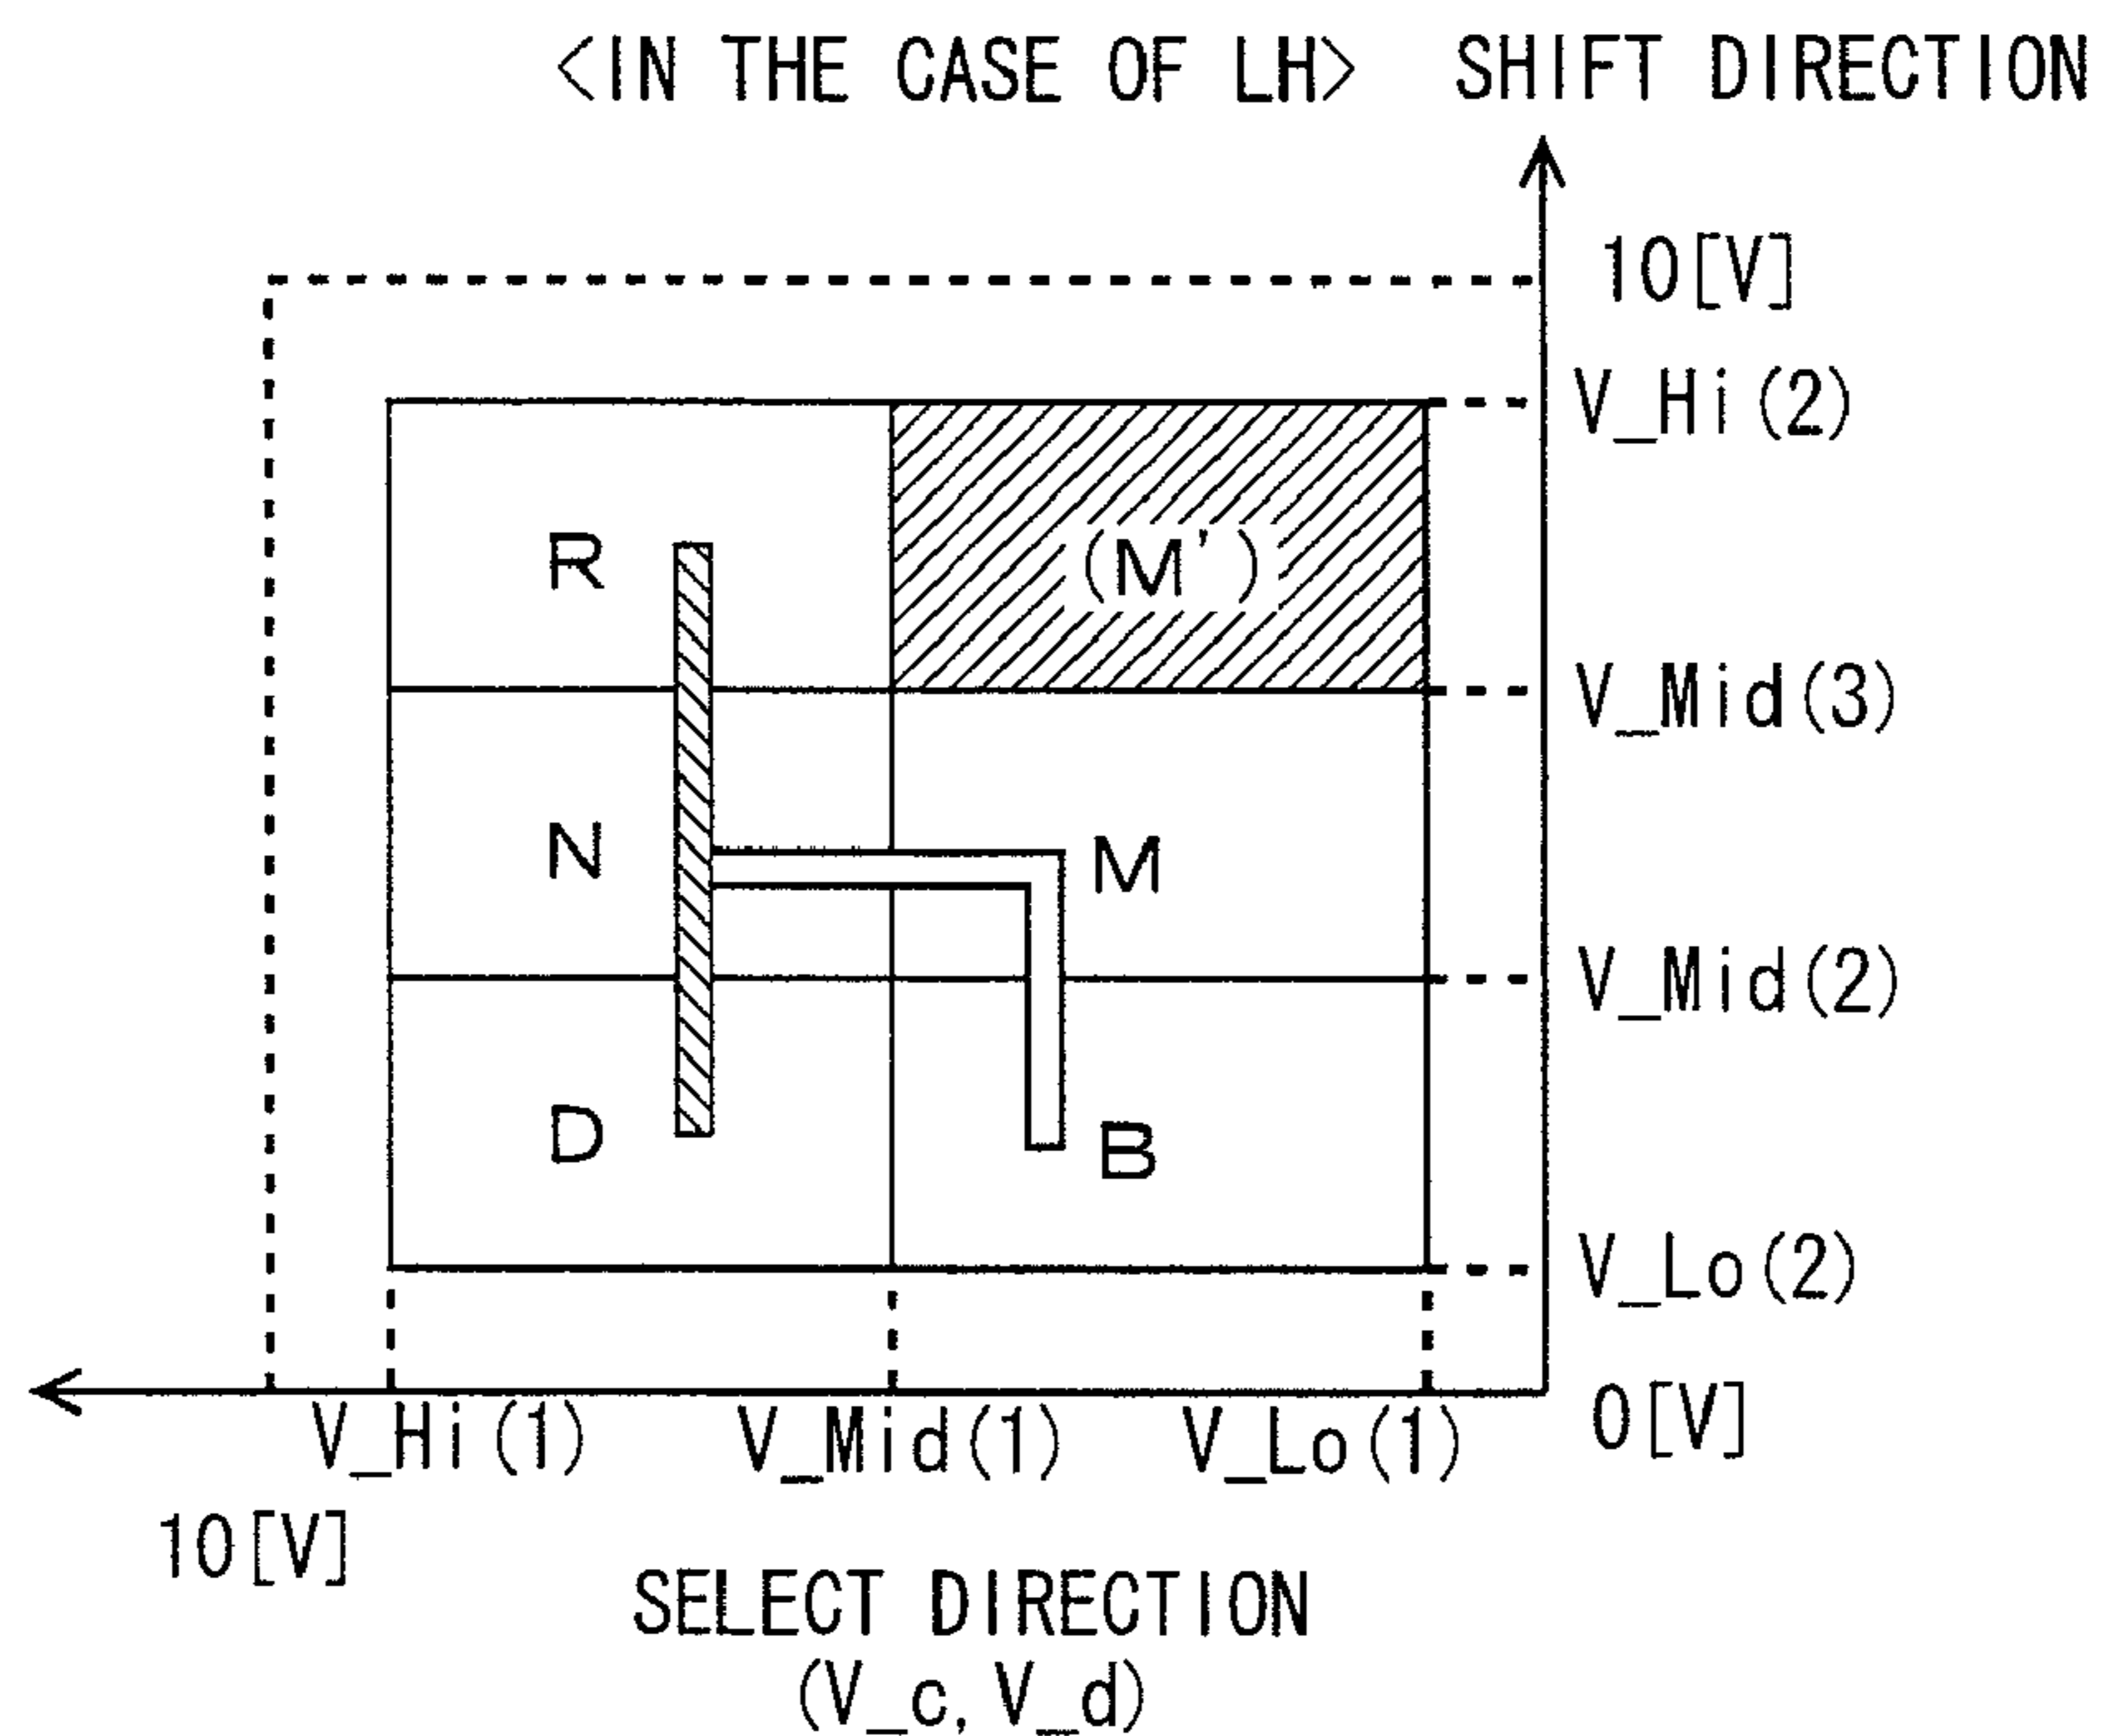 <IN THE CASE OF LH> SHIFT DIRECTION
10[V]
V_Hi(2)
R (M')
V_Mid(3)
N M
V_Mid(2)
D B
V_Lo(2)
V_Hi(1) V_Mid(1) V_Lo(1) 0[V]
10[V]
SELECT DIRECTION
(V_c, V_d)